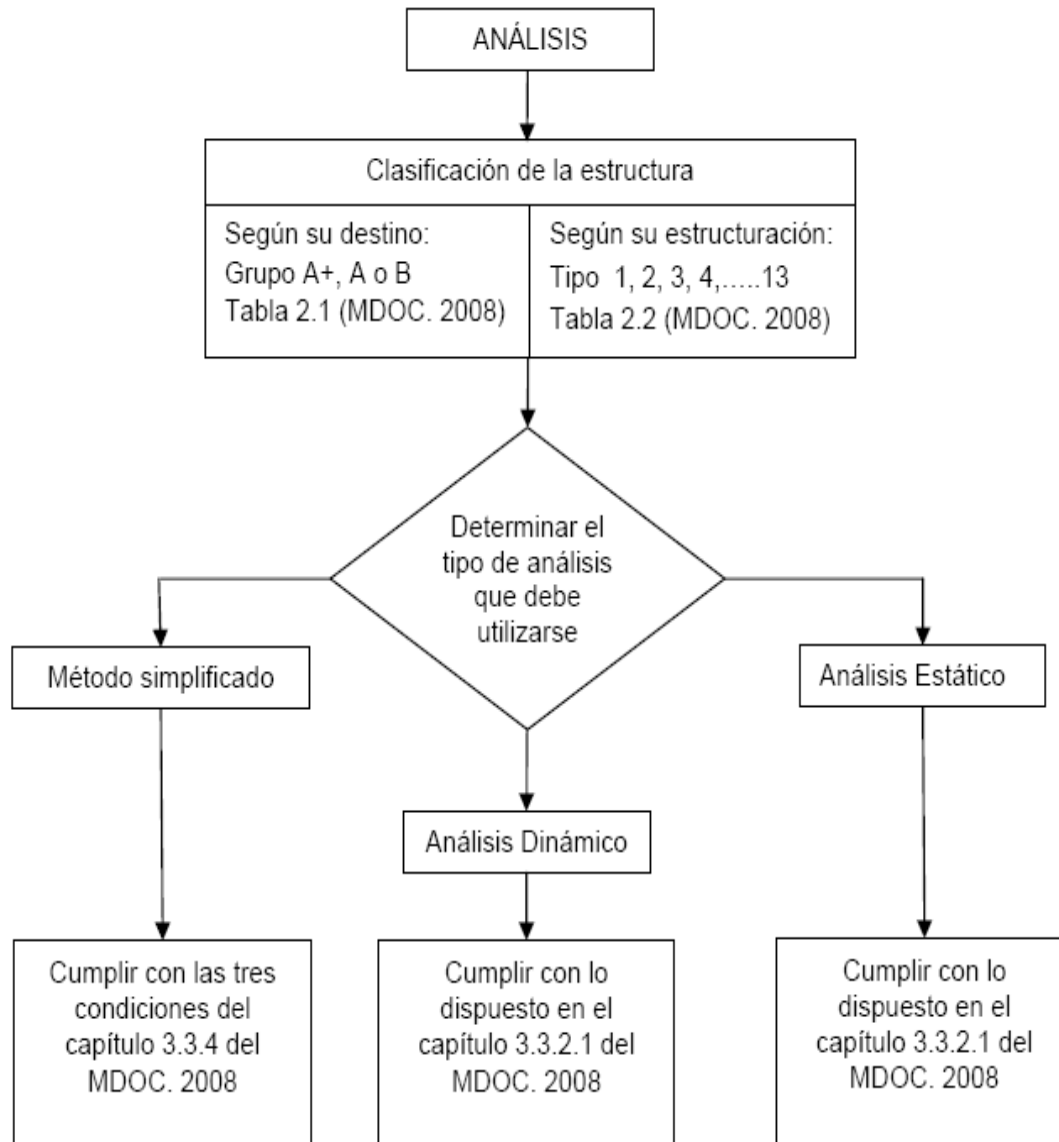 ANÁLISIS
Clasificación de la estructura
Según su destino:
Grupo A+, A o B
Tabla 2.1 (MDOC. 2008)
Según su estructuración:
Tipo 1, 2, 3, 4,.....13
Tabla 2.2 (MDOC. 2008)
Determinar el
tipo de análisis
que debe
utilizarse
Método simplificado
Análisis Estático
Análisis Dinámico
Cumplir con las tres
condiciones del
capítulo 3.3.4 del
MDOC. 2008
Cumplir con lo
dispuesto en el
capítulo 3.3.2.1 del
MDOC. 2008
Cumplir con lo
dispuesto en el
capítulo 3.3.2.1 del
MDOC. 2008